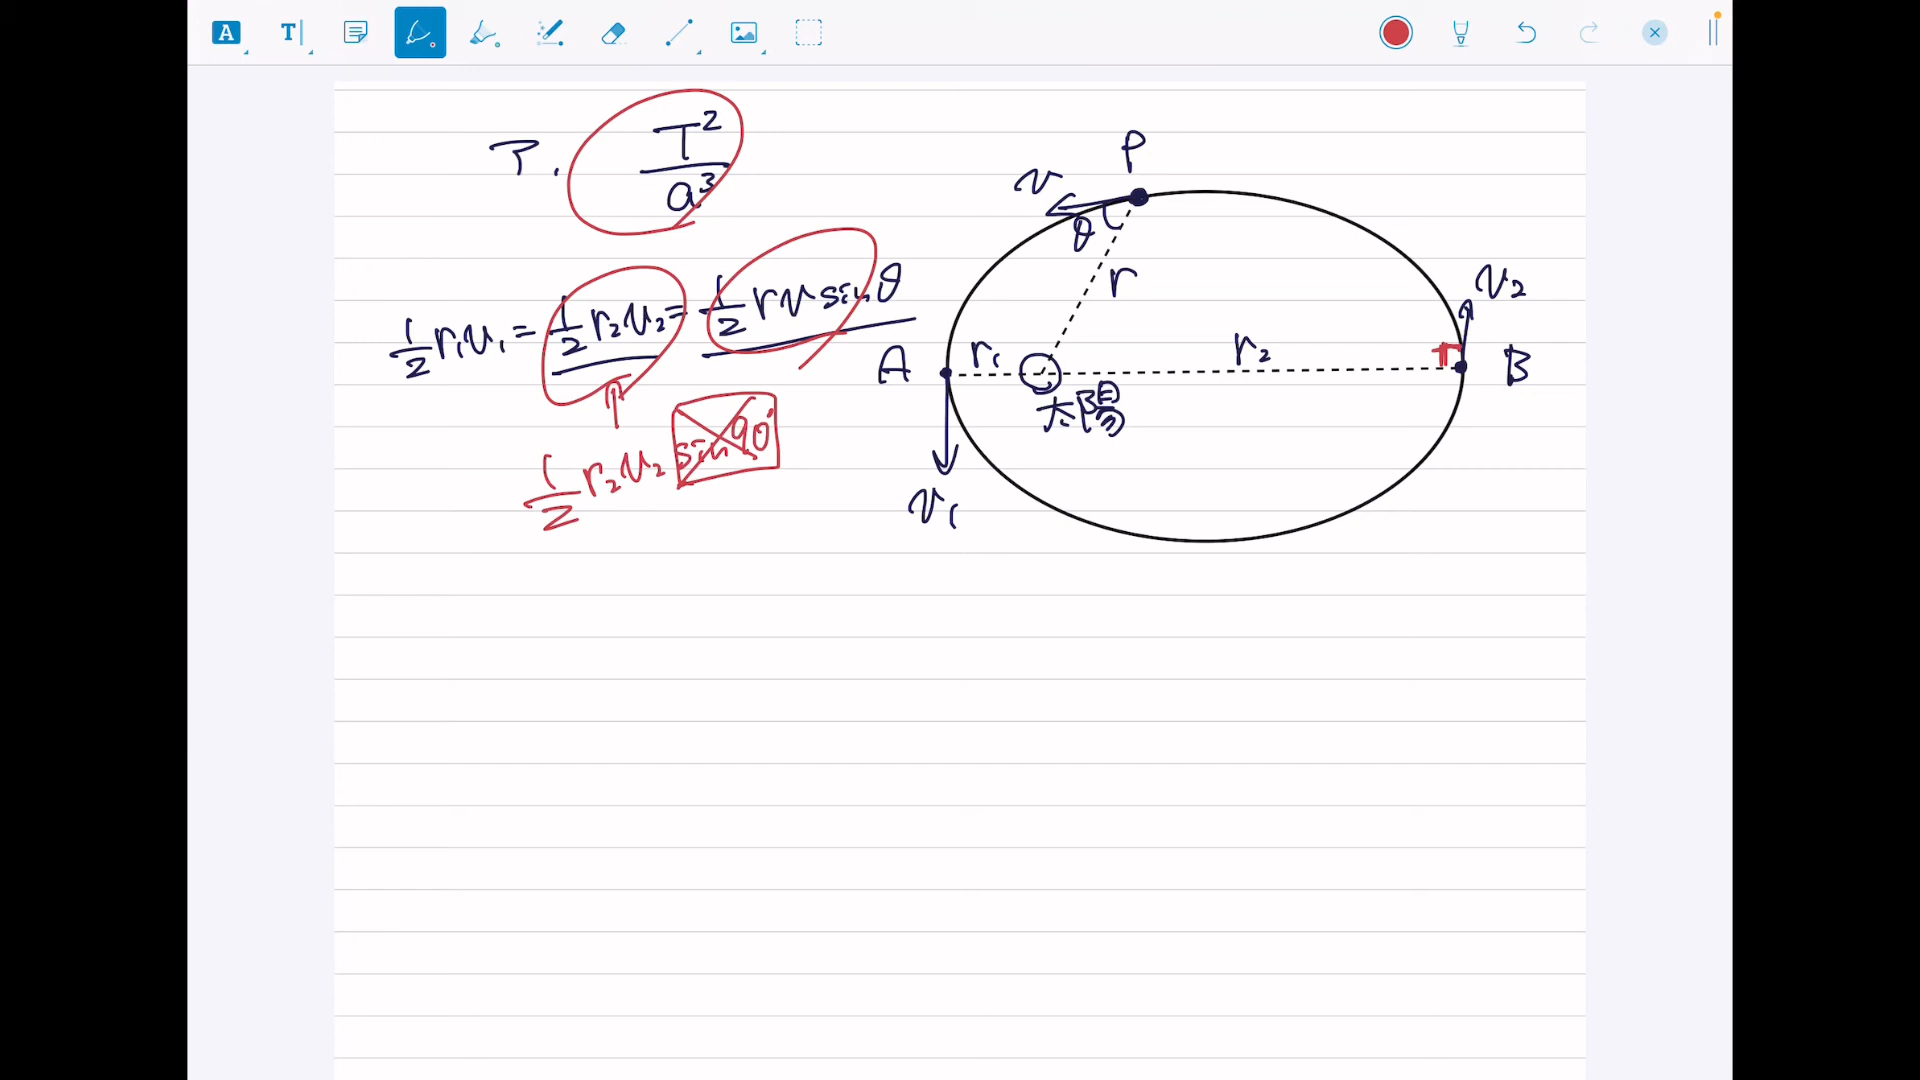 A T
T. T²/a³
½r₁v₁ = ½r₂v₂ = ½rv sinθ
½r₂v₂ sin90°
P
v
θ
r
v₂
A
r₁
r₂
B
太陽
v₁